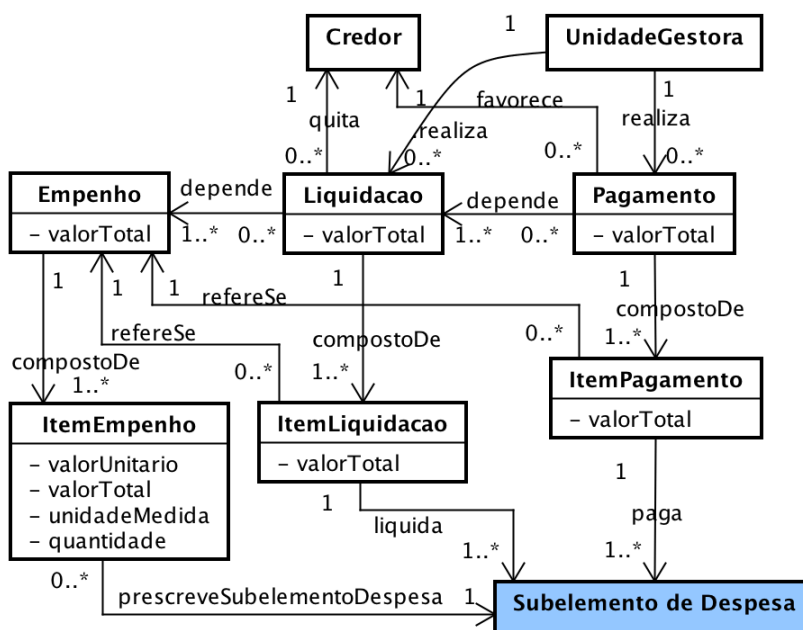 Credor
UnidadeGestora
1
1
1
1
quita
favorece
realiza
realiza
0..*
0..*
0..*
0..*
Empenho
- valorTotal
depende
1..*
0..*
Liquidacao
- valorTotal
depende
1..*
0..*
Pagamento
- valorTotal
1
1
1
refereSe
1
1
compostoDe
refereSe
compostoDe
compostoDe
0..*
1..*
1..*
0..*
1..*
ItemEmpenho
- valorUnitario
- valorTotal
- unidadeMedida
- quantidade
ItemLiquidacao
- valorTotal
ItemPagamento
- valorTotal
1
1
liquida
paga
1..*
1..*
0..*
prescreveSubelementoDespesa
1
Subelemento de Despesa